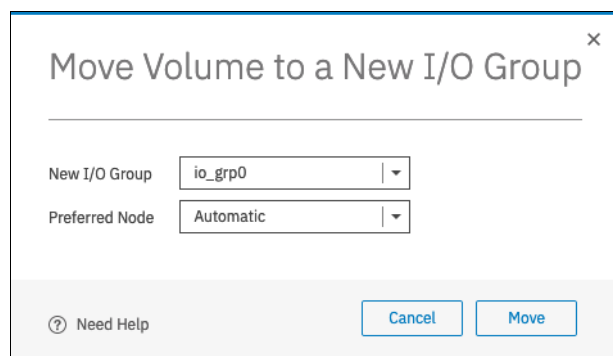 Move Volume to a New I/O Group
New I/O Group io_grp0
Preferred Node Automatic
Need Help Cancel Move